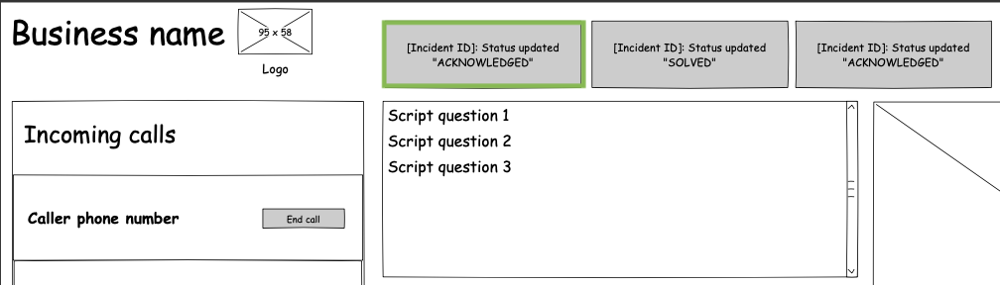 Business name
95 x 58
Logo
[Incident ID]: Status updated
"ACKNOWLEDGED"
[Incident ID]: Status updated
"SOLVED"
[Incident ID]: Status updated
"ACKNOWLEDGED"
Incoming calls
Caller phone number
End call
Script question 1
Script question 2
Script question 3